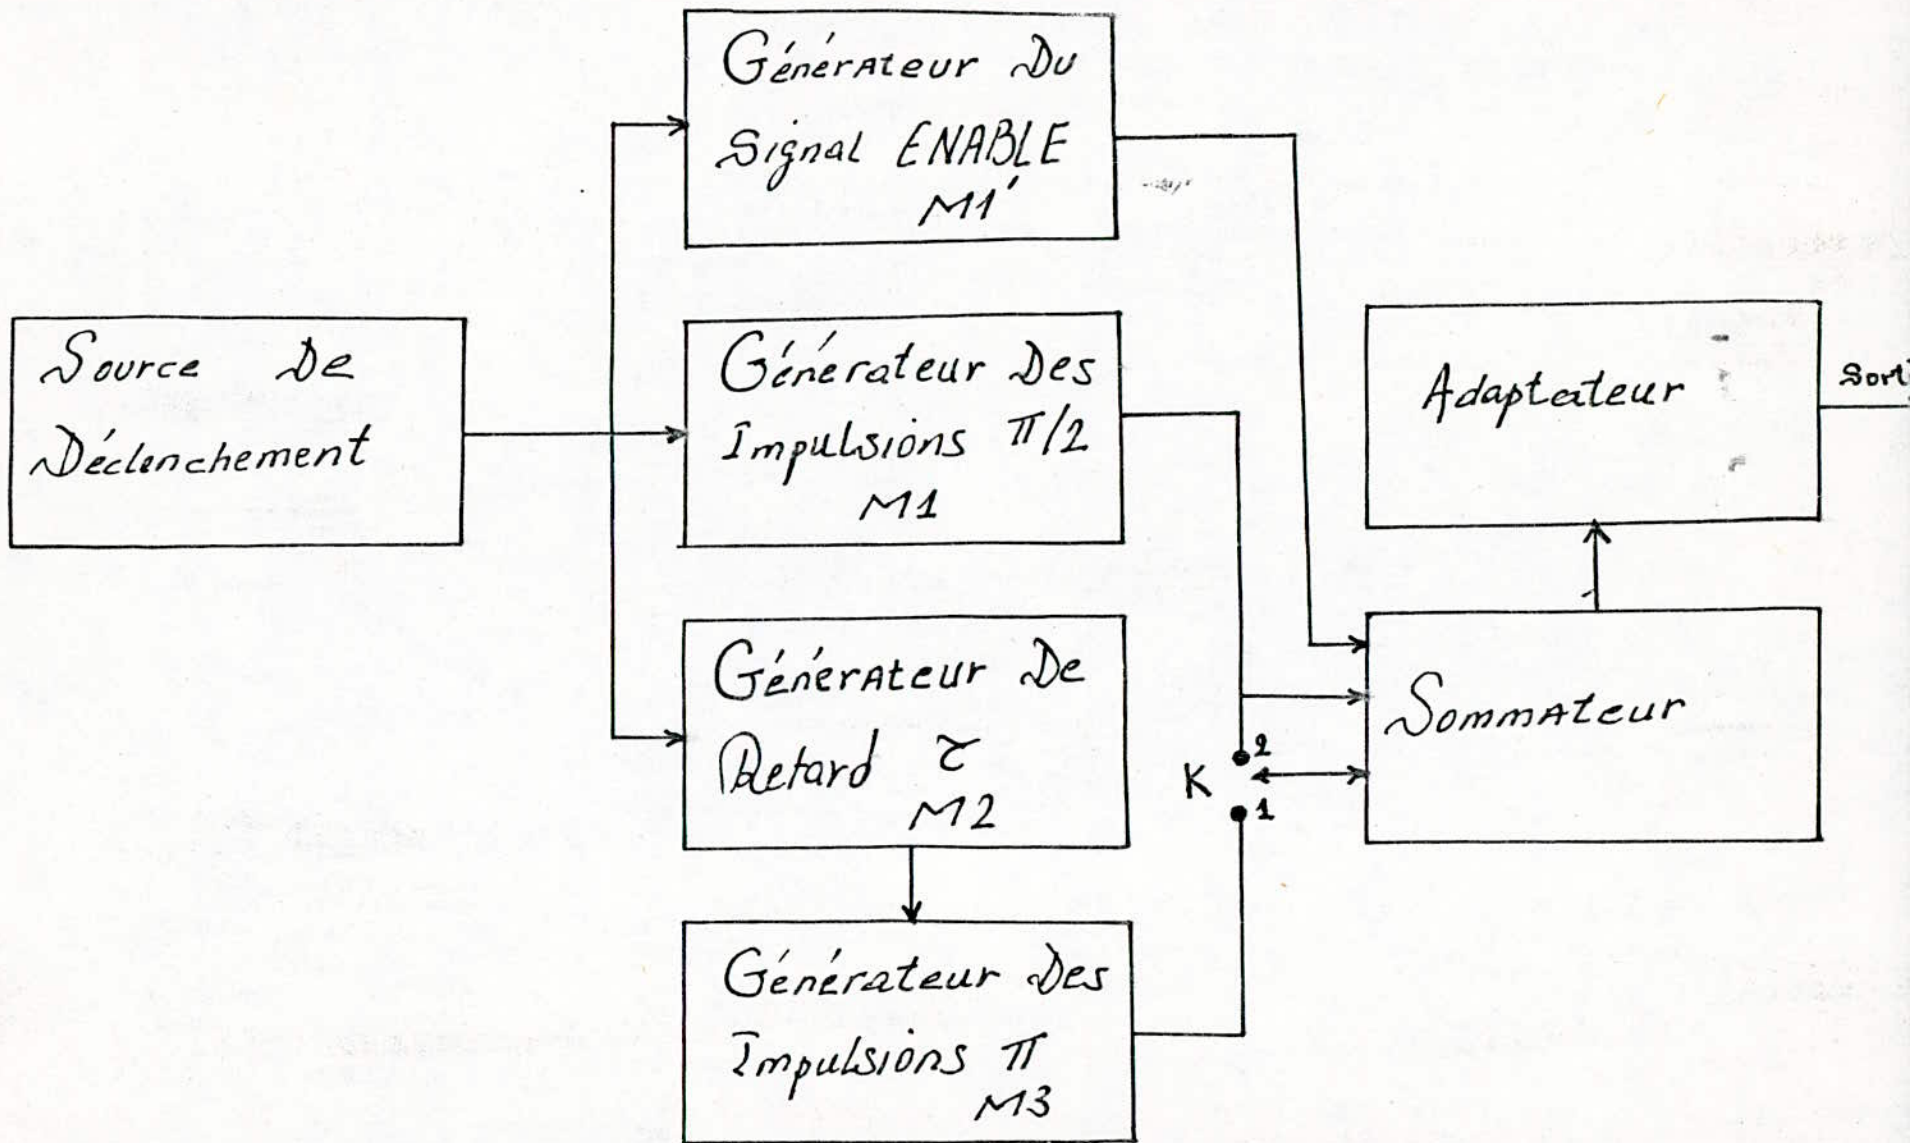 Générateur Du
Signal ENABLE
M1'
Source De
Déclenchement
Générateur Des
Impulsions π/2
M1
Adaptateur
Sorti
Générateur De
Retard τ
M2
Sommateur
K
2
1
Générateur Des
Impulsions π
M3